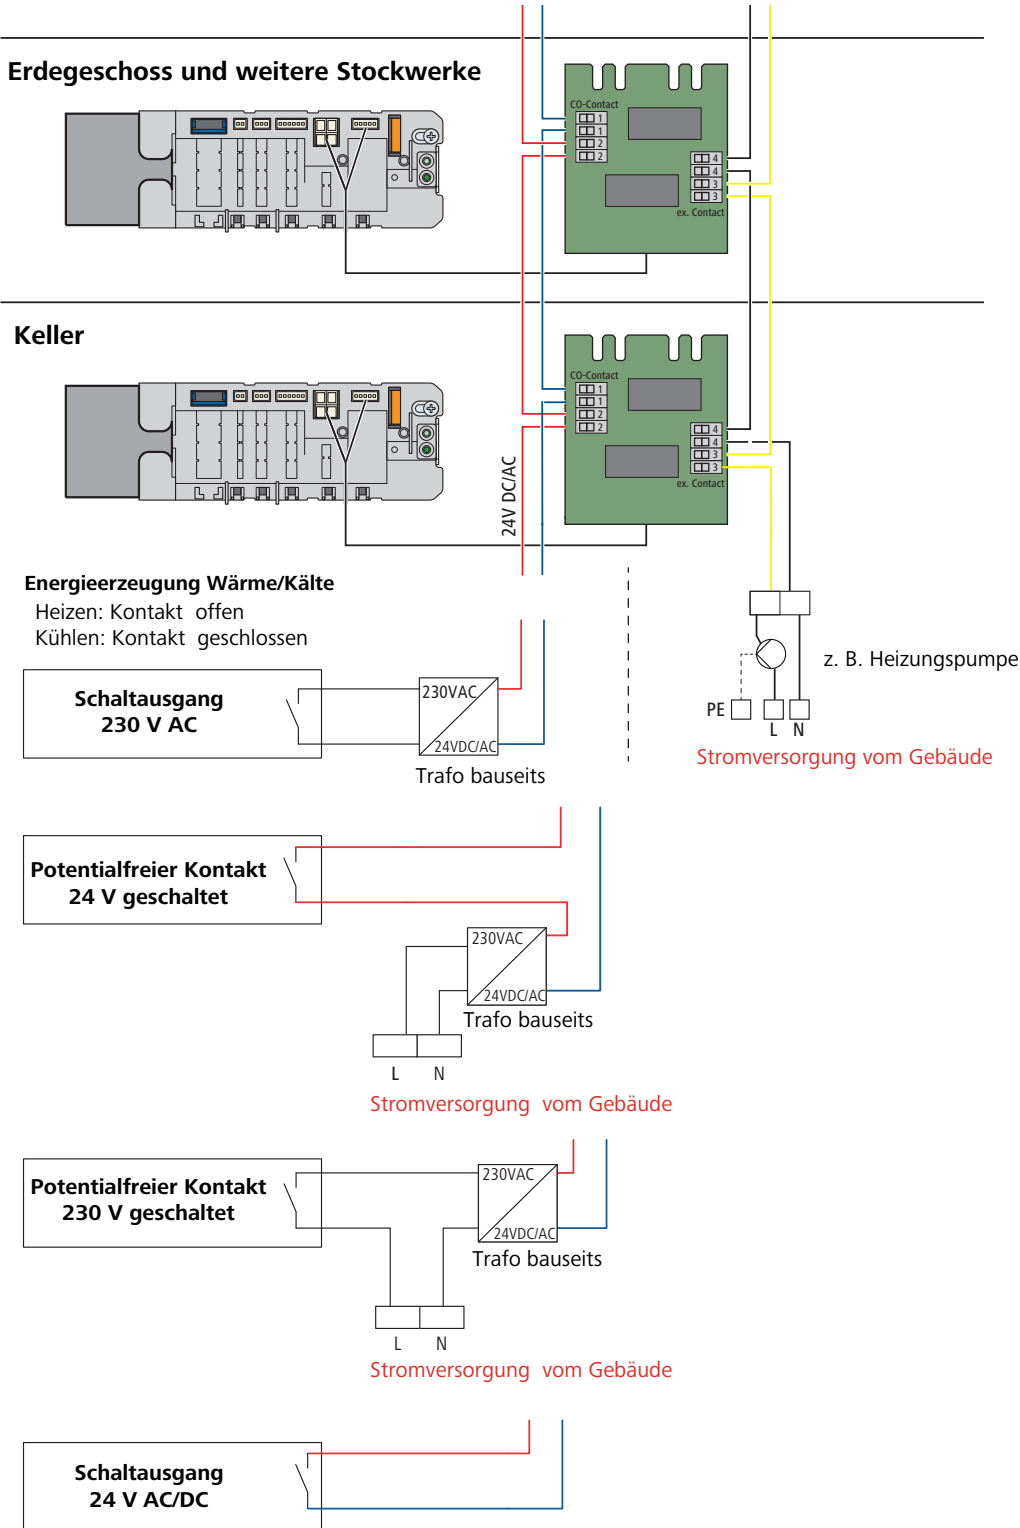 Erdegeschoss und weitere Stockwerke
CO-Contact
1
1
2
2
4
4
3
3
ex. Contact
Keller
CO-Contact
1
1
2
2
4
4
3
3
ex. Contact
24V DC/AC
Energieerzeugung Wärme/Kälte
Heizen: Kontakt offen
Kühlen: Kontakt geschlossen
Schaltausgang
230 V AC
230VAC
24VDC/AC
Trafo bauseits
z. B. Heizungspumpe
PE
L N
Stromversorgung vom Gebäude
Potentialfreier Kontakt
24 V geschaltet
230VAC
24VDC/AC
Trafo bauseits
L N
Stromversorgung vom Gebäude
Potentialfreier Kontakt
230 V geschaltet
230VAC
24VDC/AC
Trafo bauseits
L N
Stromversorgung vom Gebäude
Schaltausgang
24 V AC/DC